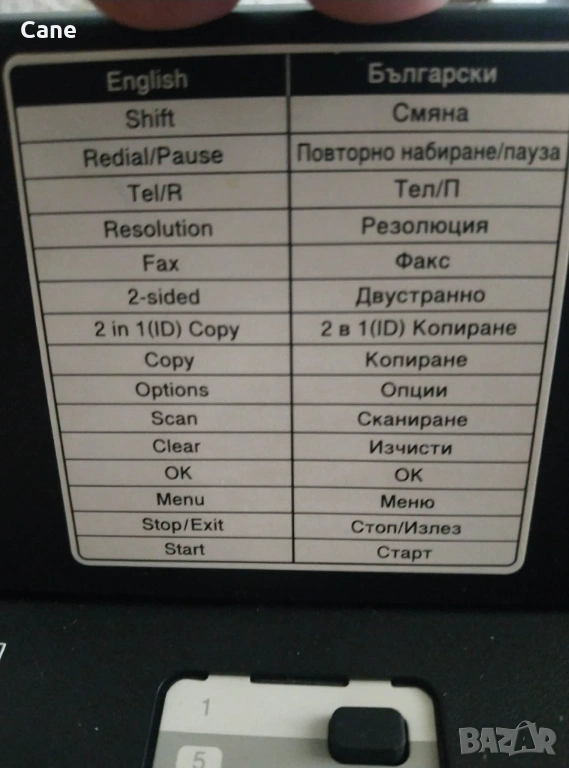 Cane
English Български
Shift Смяна
Redial/Pause Повторно набиране/пауза
Tel/R Тел/П
Resolution Резолюция
Fax Факс
2-sided Двустранно
2 in 1(ID) Copy 2 в 1(ID) Копиране
Copy Копиране
Options Опции
Scan Сканиране
Clear Изчисти
OK OK
Menu Меню
Stop/Exit Стоп/Излез
Start Старт
1
5
BAZAR